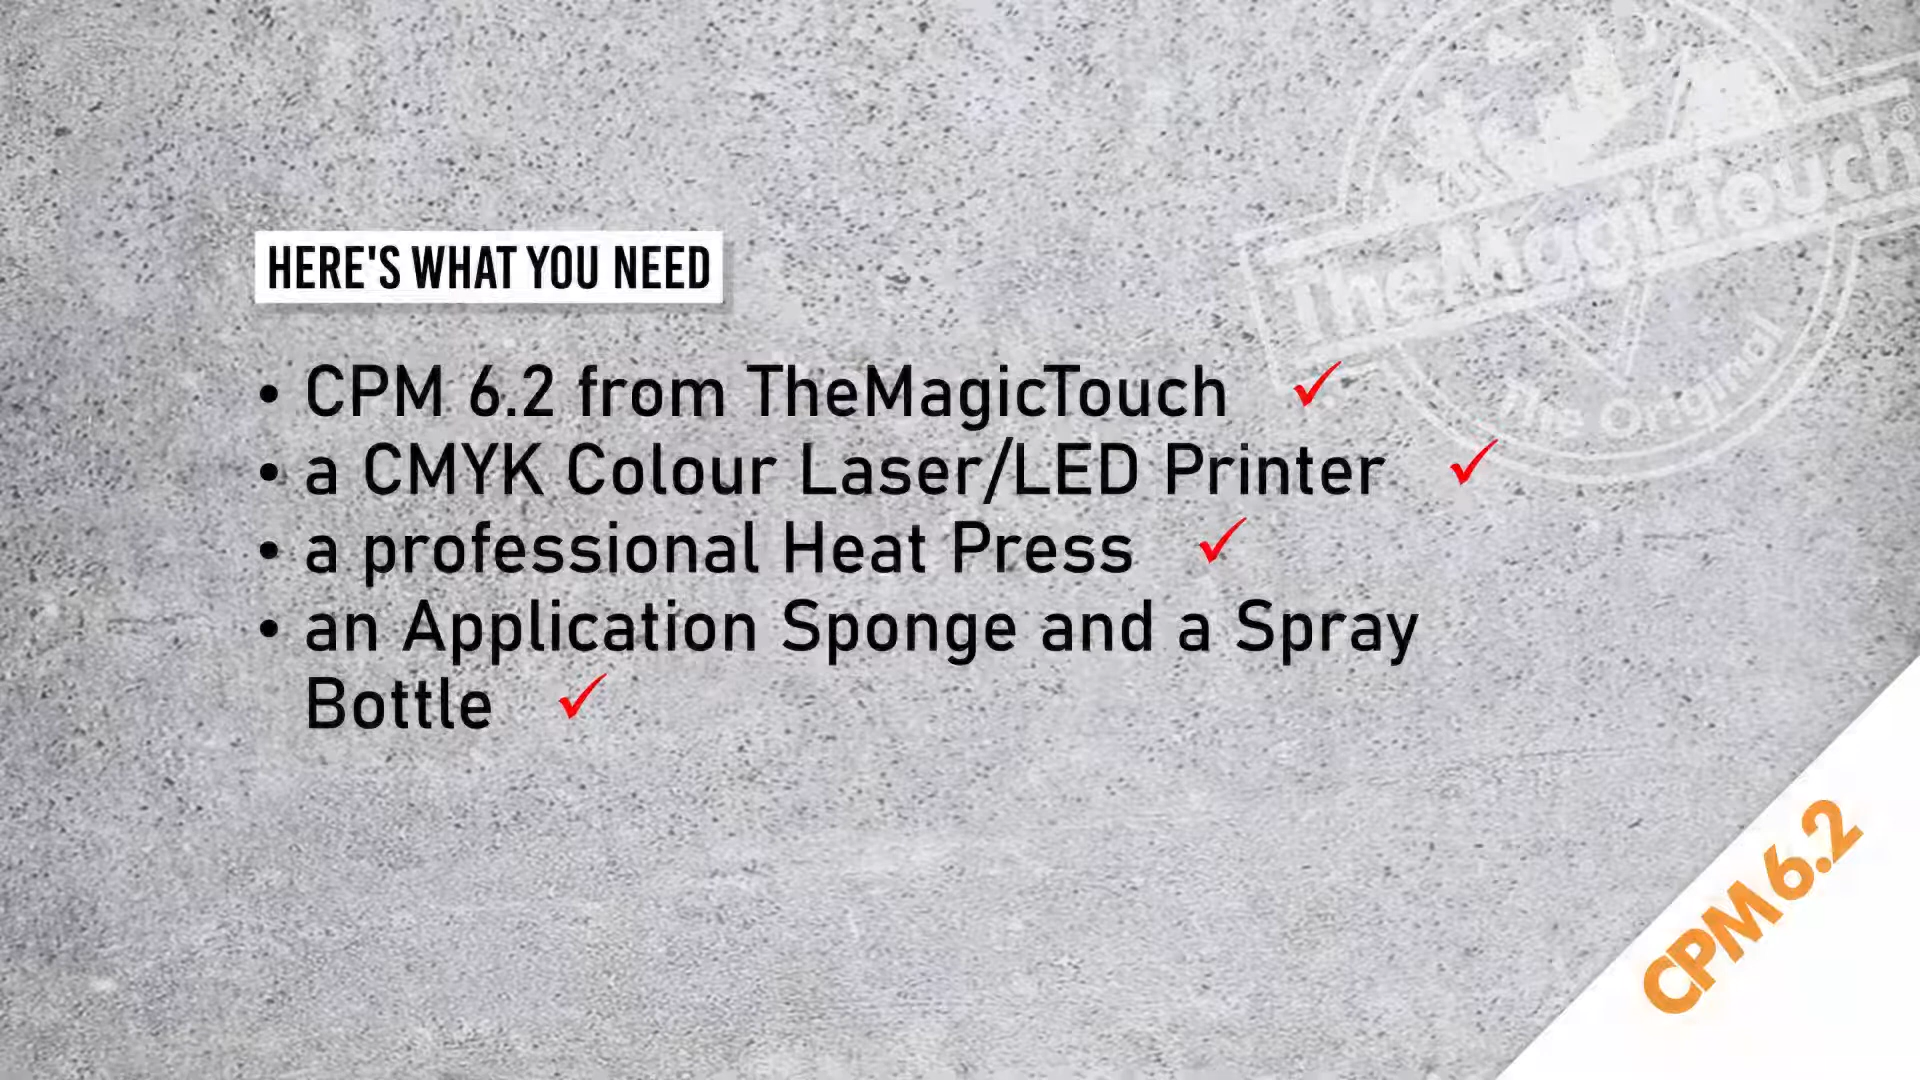 TheMagicTouch®
The Original
HERE'S WHAT YOU NEED
• CPM 6.2 from TheMagicTouch ✓
• a CMYK Colour Laser/LED Printer ✓
• a professional Heat Press ✓
• an Application Sponge and a Spray
Bottle ✓
CPM 6.2